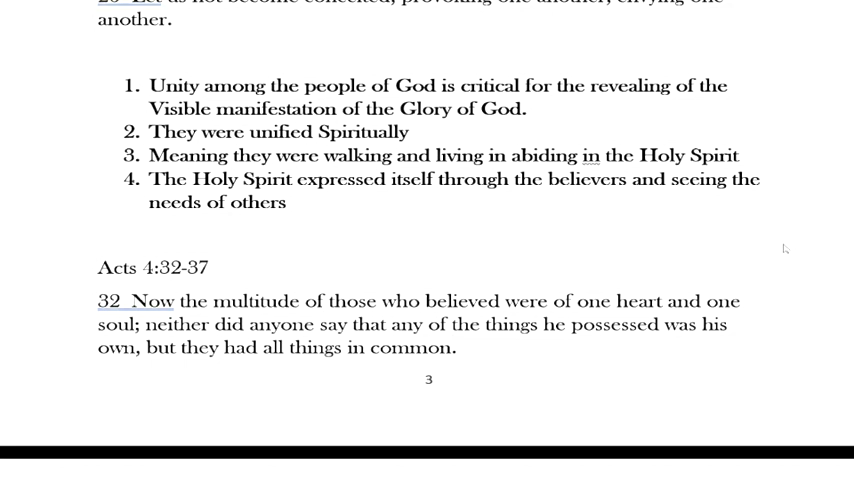 another.
1. Unity among the people of God is critical for the revealing of the
Visible manifestation of the Glory of God.
2. They were unified Spiritually
3. Meaning they were walking and living in abiding in the Holy Spirit
4. The Holy Spirit expressed itself through the believers and seeing the
needs of others
Acts 4:32-37
32 Now the multitude of those who believed were of one heart and one
soul; neither did anyone say that any of the things he possessed was his
own, but they had all things in common.
3